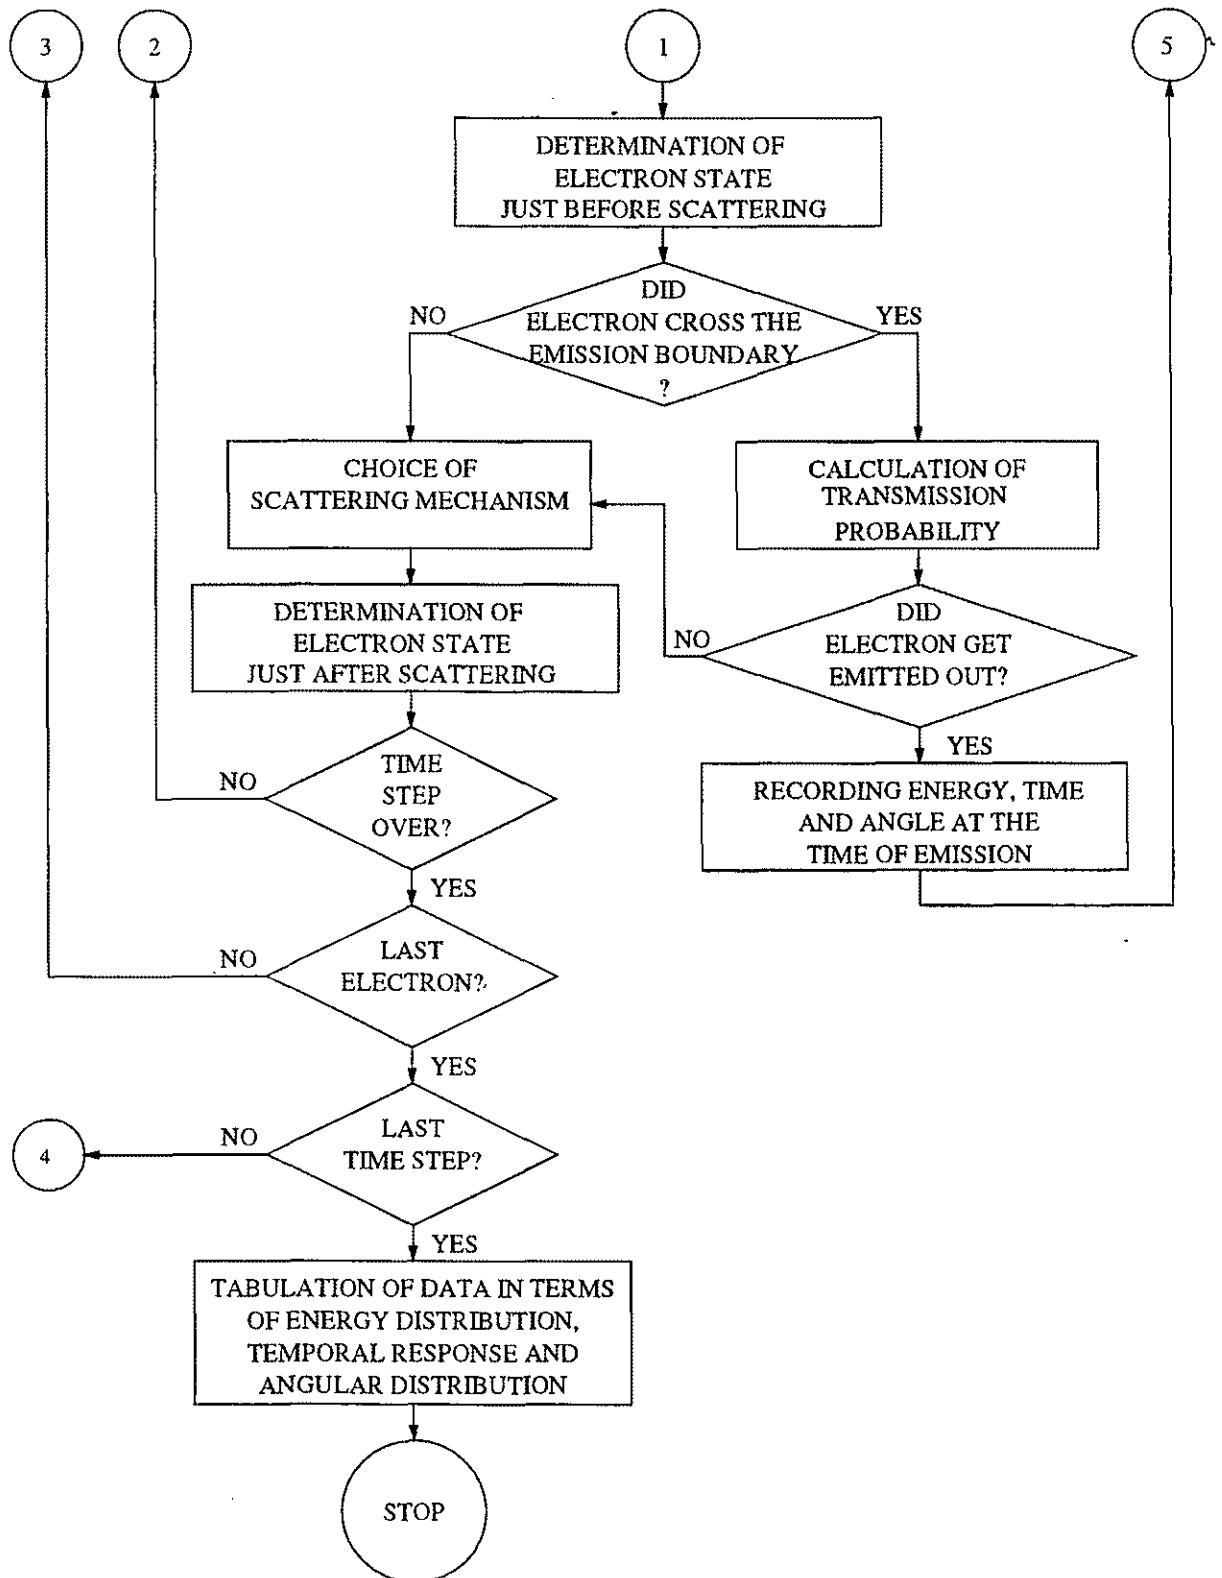 3
2
1
5
DETERMINATION OF
ELECTRON STATE
JUST BEFORE SCATTERING
DID
ELECTRON CROSS THE
EMISSION BOUNDARY
?
NO
YES
CHOICE OF
SCATTERING MECHANISM
CALCULATION OF
TRANSMISSION
PROBABILITY
DETERMINATION OF
ELECTRON STATE
JUST AFTER SCATTERING
NO
DID
ELECTRON GET
EMITTED OUT?
YES
RECORDING ENERGY, TIME
AND ANGLE AT THE
TIME OF EMISSION
NO
TIME
STEP
OVER?
YES
NO
LAST
ELECTRON?
YES
4
NO
LAST
TIME STEP?
YES
TABULATION OF DATA IN TERMS
OF ENERGY DISTRIBUTION,
TEMPORAL RESPONSE AND
ANGULAR DISTRIBUTION
STOP